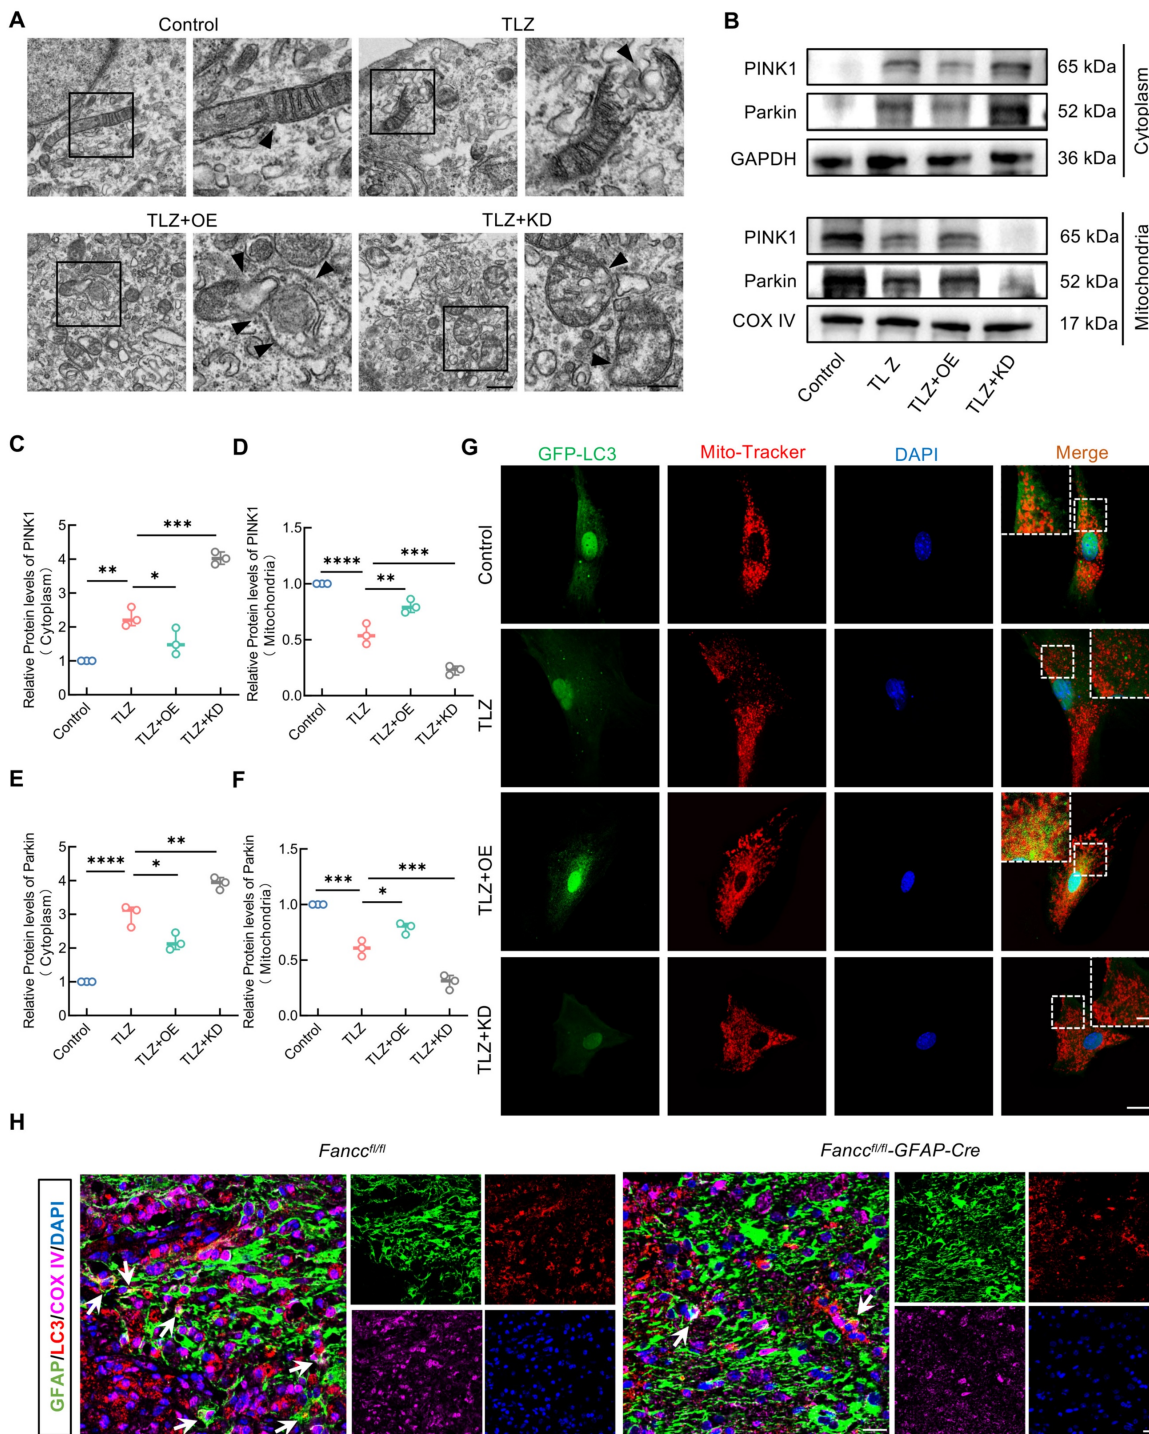 A
Control
TLZ
TLZ+OE
TLZ+KD
B
PINK1
65 kDa
Parkin
52 kDa
GAPDH
36 kDa
Cytoplasm
PINK1
65 kDa
Parkin
52 kDa
COX IV
17 kDa
Mitochondria
Control
TL Z
TLZ+OE
TLZ+KD
C
Relative Protein levels of PINK1
( Cytoplasm)
5
4
3
2
1
0
**
*
***
Control
TLZ
TLZ+OE
TLZ+KD
D
Relative Protein levels of PINK1
( Mitochondria)
1.5
1.0
0.5
0.0
****
**
***
Control
TLZ
TLZ+OE
TLZ+KD
E
Relative Protein levels of Parkin
( Cytoplasm)
5
4
3
2
1
0
****
*
**
Control
TLZ
TLZ+OE
TLZ+KD
F
Relative Protein levels of Parkin
( Mitochondria)
1.5
1.0
0.5
0.0
***
*
***
Control
TLZ
TLZ+OE
TLZ+KD
G
GFP-LC3
Mito-Tracker
DAPI
Merge
Control
TLZ
TLZ+OE
TLZ+KD
H
Fancc^fl/fl
Fancc^fl/fl-GFAP-Cre
GFAP/LC3/COX IV/DAPI